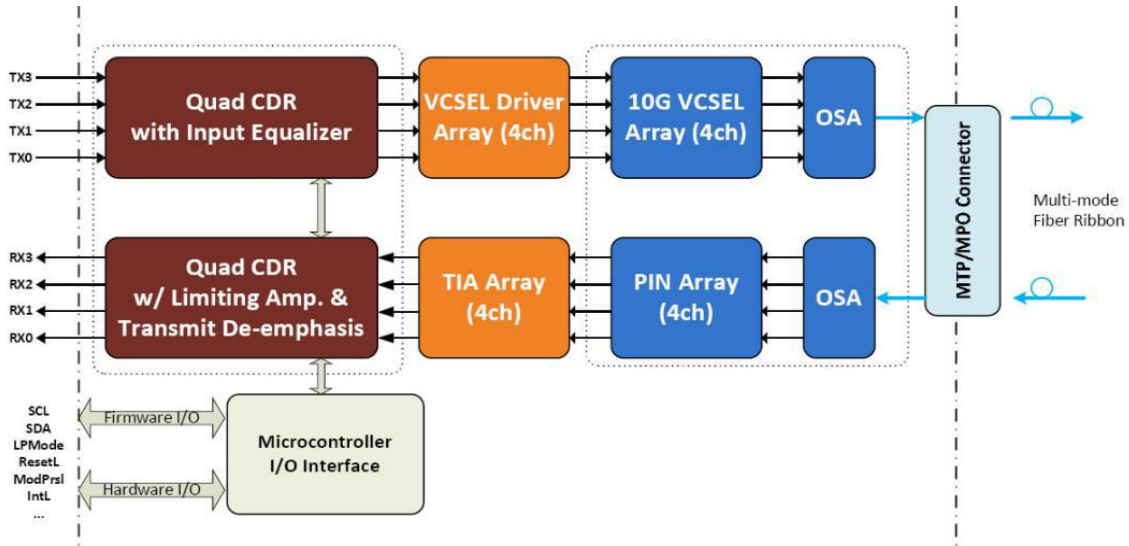 TX3
TX2
TX1
TX0
Quad CDR
with Input Equalizer
VCSEL Driver
Array (4ch)
10G VCSEL
Array (4ch)
OSA
MTP/MPO Connector
Multi-mode
Fiber Ribbon
RX3
RX2
RX1
RX0
Quad CDR
w/ Limiting Amp. &
Transmit De-emphasis
TIA Array
(4ch)
PIN Array
(4ch)
OSA
SCL
SDA
LPMode
ResetL
ModPrsl
IntL
...
Firmware I/O
Hardware I/O
Microcontroller
I/O Interface